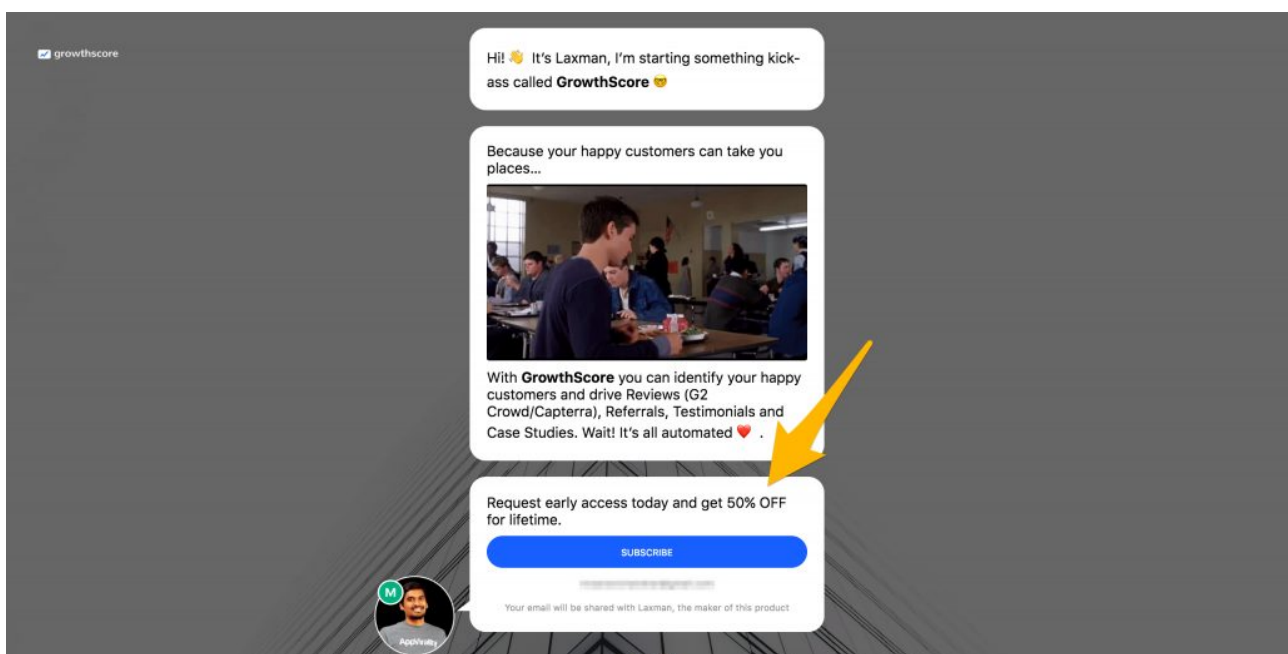 growthscore
Hi! 👋 It's Laxman, I'm starting something kick-
ass called GrowthScore 🤓
Because your happy customers can take you
places...
With GrowthScore you can identify your happy
customers and drive Reviews (G2
Crowd/Capterra), Referrals, Testimonials and
Case Studies. Wait! It's all automated ❤️ .
Request early access today and get 50% OFF
for lifetime.
SUBSCRIBE
Your email will be shared with Laxman, the maker of this product
M
AppVirality